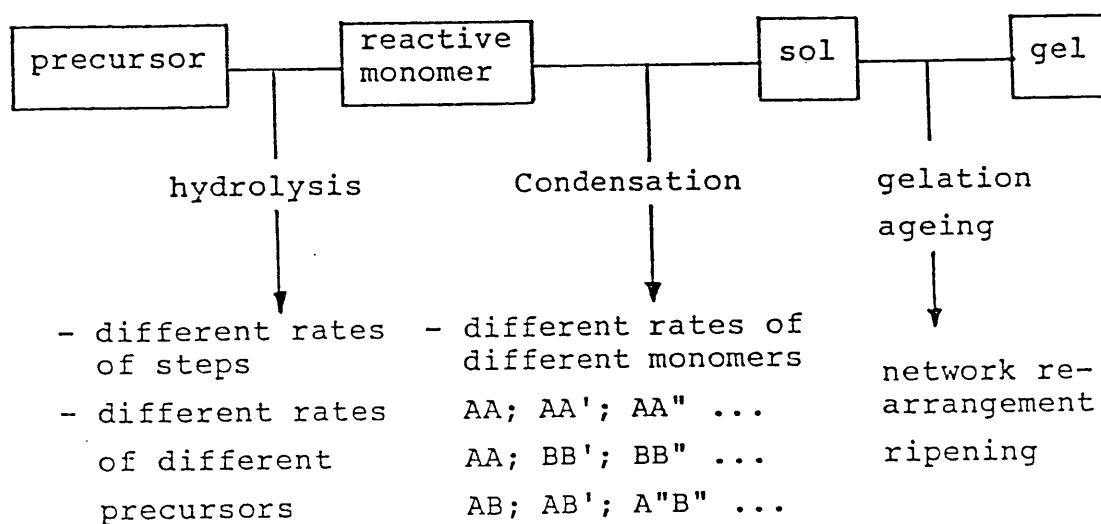 precursor
reactive
monomer
sol
gel
hydrolysis
Condensation
gelation
ageing
- different rates
of steps
- different rates
of different
precursors
- different rates of
different monomers
AA; AA'; AA" ...
AA; BB'; BB" ...
AB; AB'; A"B" ...
network re-
arrangement
ripening